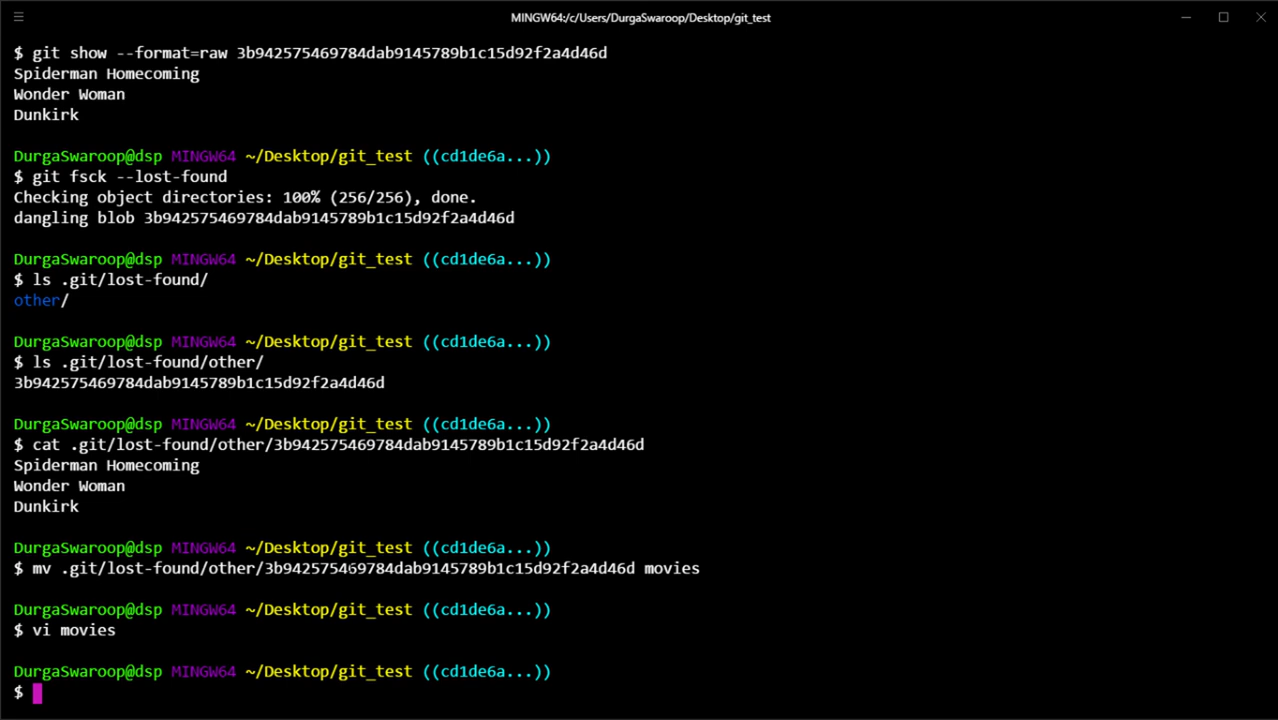 MINGW64:/c/Users/DurgaSwaroop/Desktop/git_test
$ git show --format=raw 3b942575469784dab9145789b1c15d92f2a4d46d
Spiderman Homecoming
Wonder Woman
Dunkirk
DurgaSwaroop@dsp MINGW64 ~/Desktop/git_test ((cd1de6a...))
$ git fsck --lost-found
Checking object directories: 100% (256/256), done.
dangling blob 3b942575469784dab9145789b1c15d92f2a4d46d
DurgaSwaroop@dsp MINGW64 ~/Desktop/git_test ((cd1de6a...))
$ ls .git/lost-found/
other/
DurgaSwaroop@dsp MINGW64 ~/Desktop/git_test ((cd1de6a...))
$ ls .git/lost-found/other/
3b942575469784dab9145789b1c15d92f2a4d46d
DurgaSwaroop@dsp MINGW64 ~/Desktop/git_test ((cd1de6a...))
$ cat .git/lost-found/other/3b942575469784dab9145789b1c15d92f2a4d46d
Spiderman Homecoming
Wonder Woman
Dunkirk
DurgaSwaroop@dsp MINGW64 ~/Desktop/git_test ((cd1de6a...))
$ mv .git/lost-found/other/3b942575469784dab9145789b1c15d92f2a4d46d movies
DurgaSwaroop@dsp MINGW64 ~/Desktop/git_test ((cd1de6a...))
$ vi movies
DurgaSwaroop@dsp MINGW64 ~/Desktop/git_test ((cd1de6a...))
$